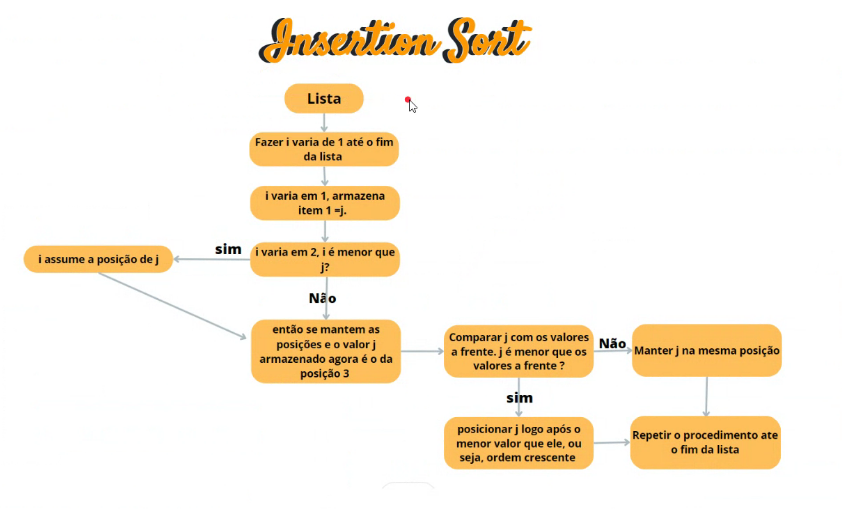 Insertion Sort
Lista
Fazer i varia de 1 até o fim
da lista
i varia em 1, armazena
item 1 =j.
sim
i varia em 2, i é menor que
j?
i assume a posição de j
Não
então se mantem as
posições e o valor j
armazenado agora é o da
posição 3
Comparar j com os valores
a frente. j é menor que os
valores a frente ?
Não
Manter j na mesma posição
sim
posicionar j logo após o
menor valor que ele, ou
seja, ordem crescente
Repetir o procedimento ate
o fim da lista